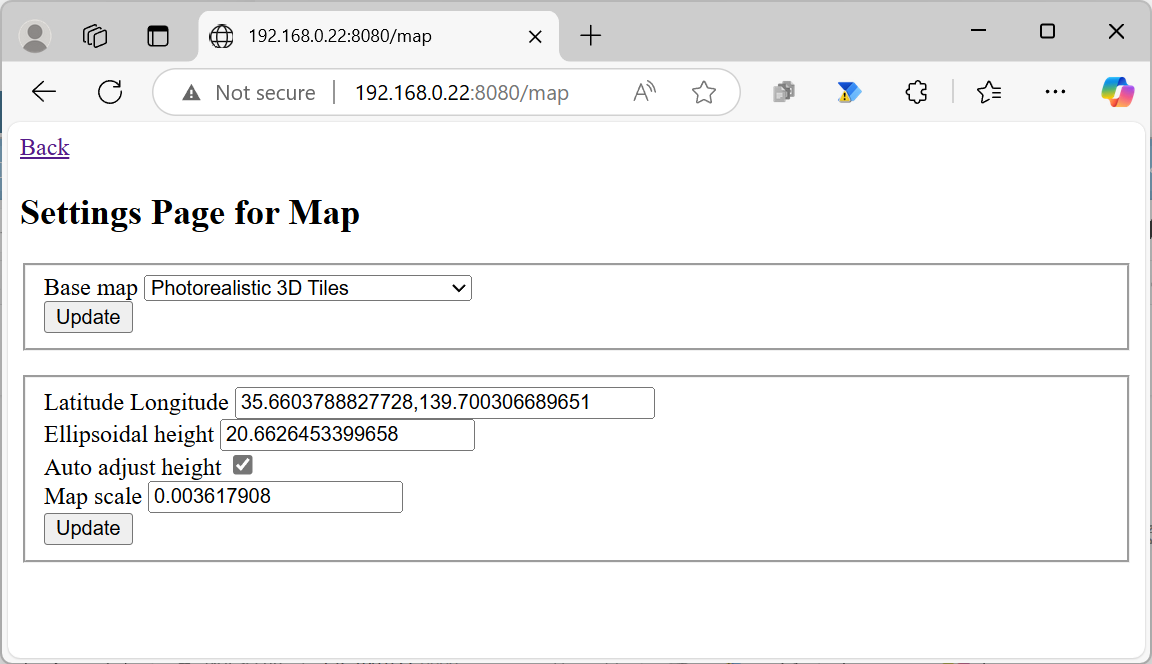 192.168.0.22:8080/map
Not secure 192.168.0.22:8080/map
Back
Settings Page for Map
Base map Photorealistic 3D Tiles
Update
Latitude Longitude 35.6603788827728,139.700306689651
Ellipsoidal height 20.6626453399658
Auto adjust height
Map scale 0.003617908
Update